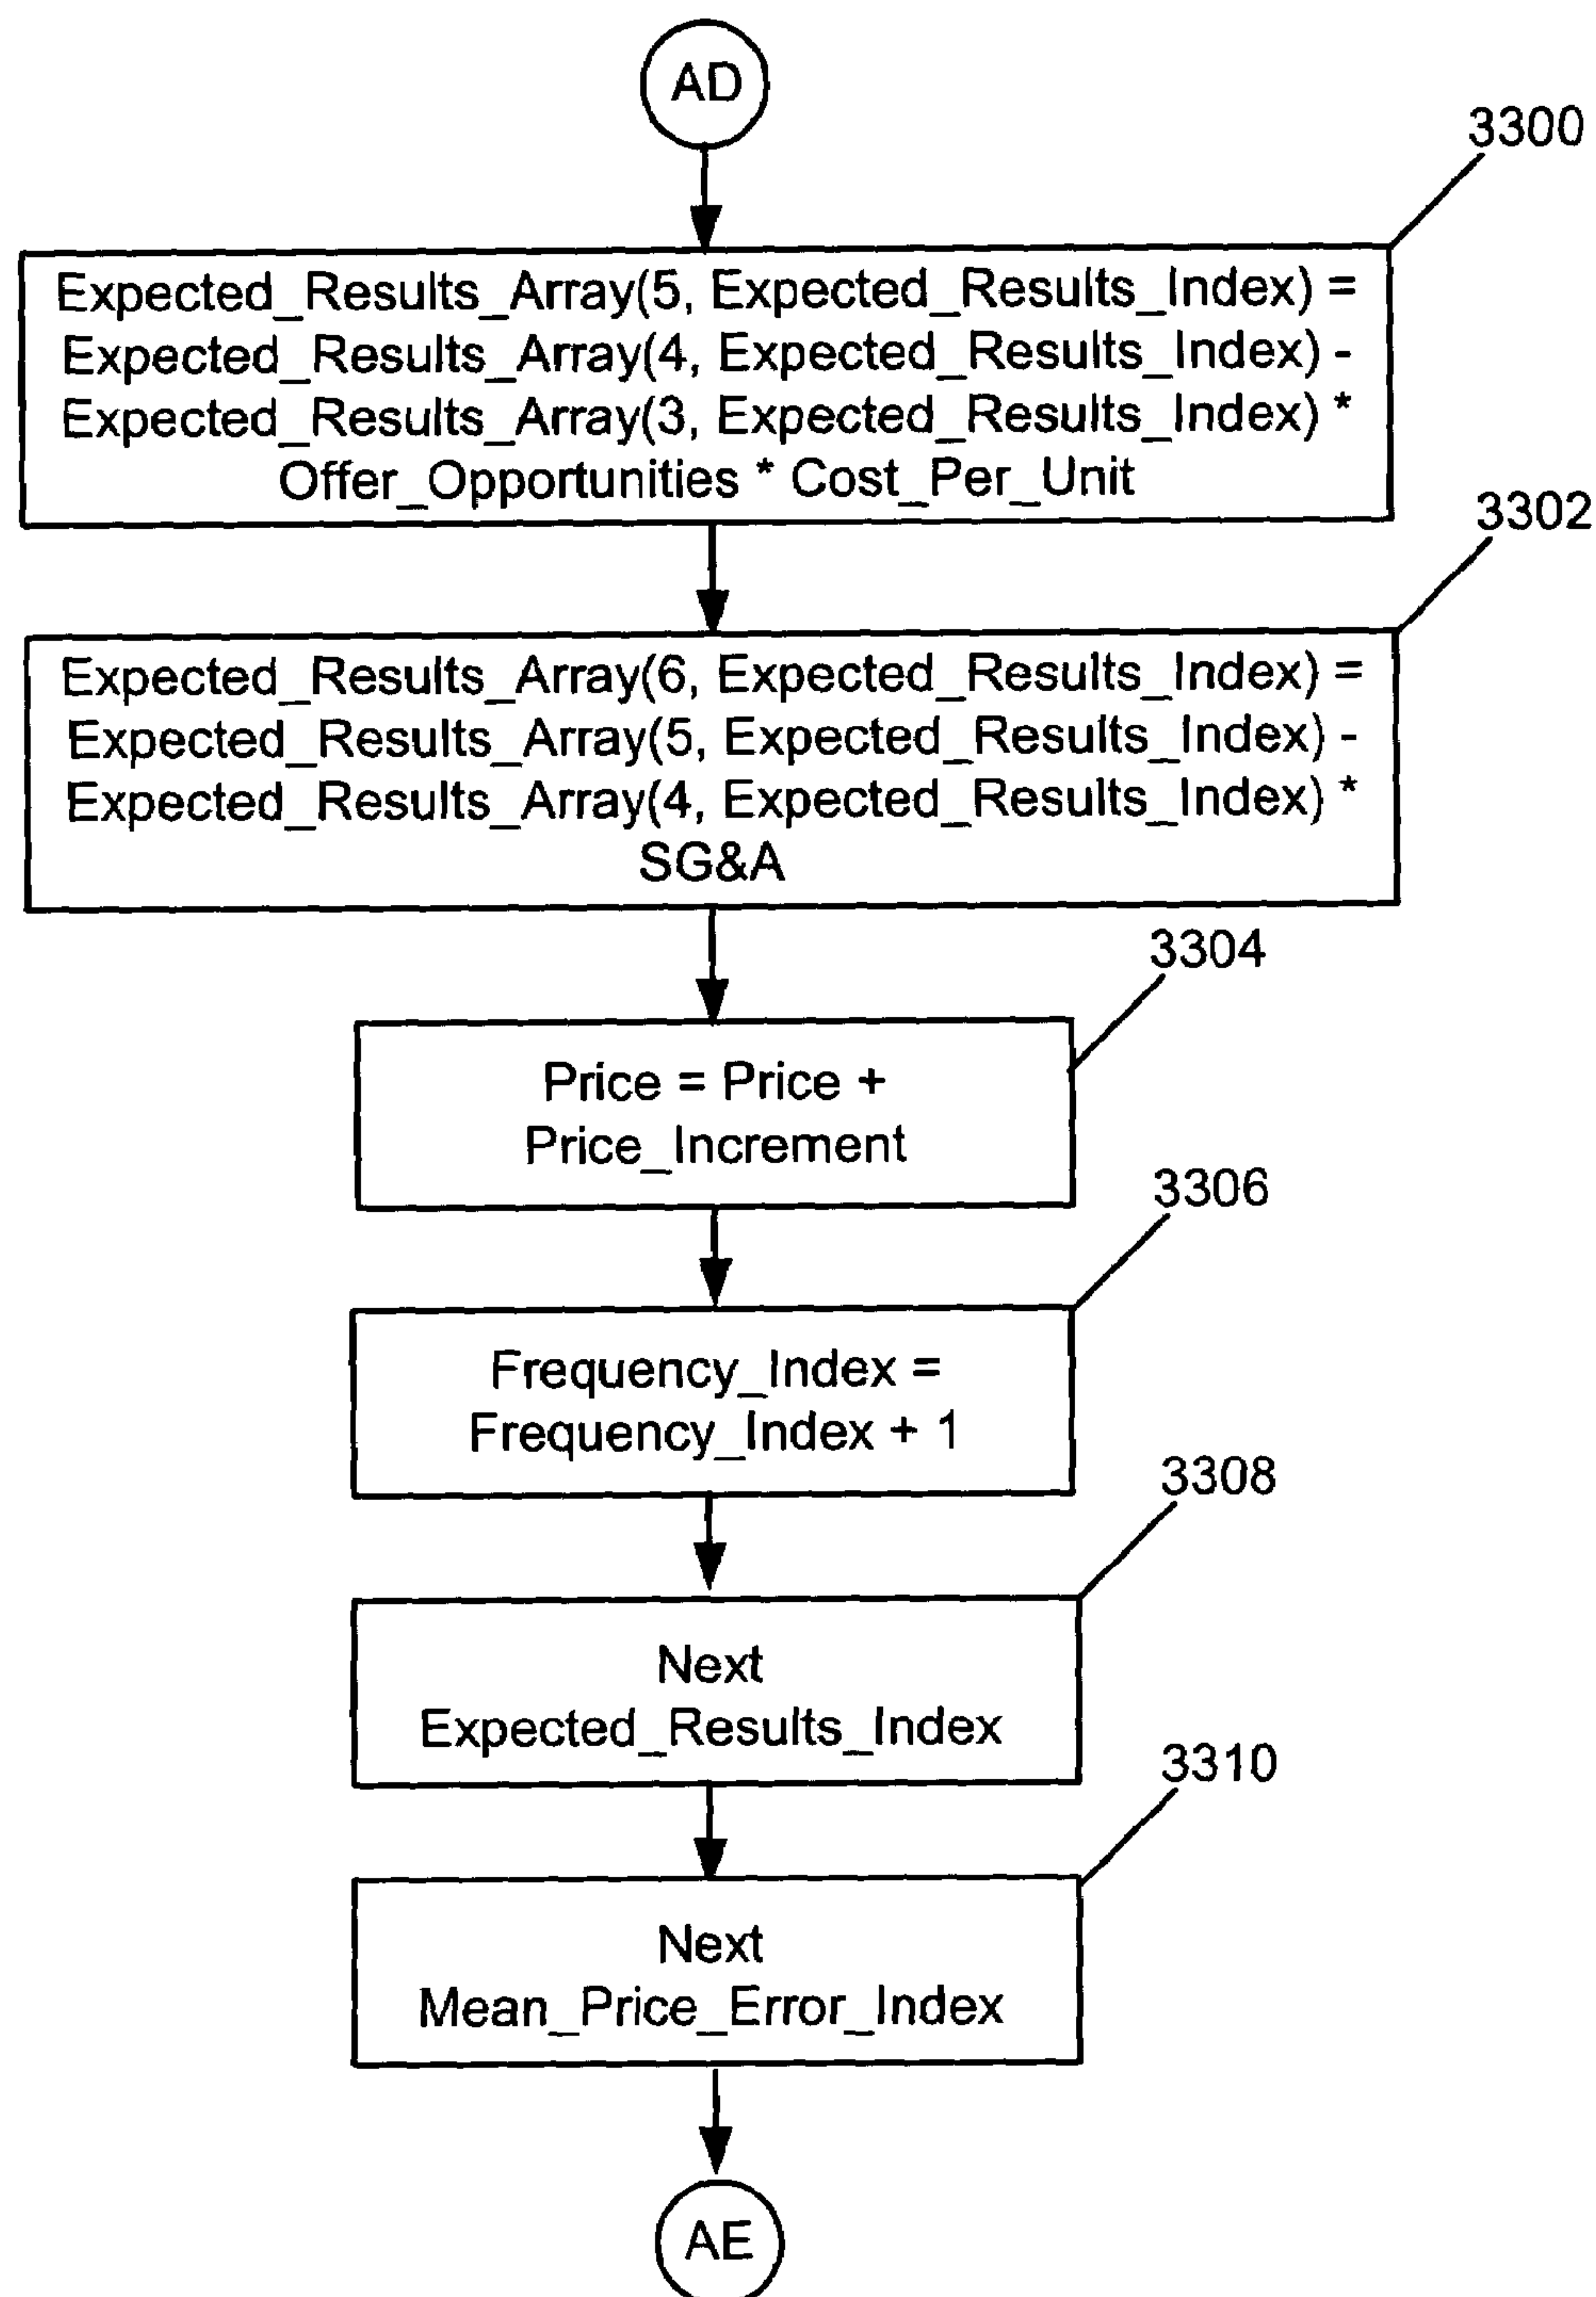 AD
3300
Expected_Results_Array(5, Expected_Results_Index) =
Expected_Results_Array(4, Expected_Results_Index) -
Expected_Results_Array(3, Expected_Results_Index) *
Offer_Opportunities * Cost_Per_Unit
3302
Expected_Results_Array(6, Expected_Results_Index) =
Expected_Results_Array(5, Expected_Results_Index) -
Expected_Results_Array(4, Expected_Results_Index) *
SG&A
3304
Price = Price +
Price_Increment
3306
Frequency_Index =
Frequency_Index + 1
3308
Next
Expected_Results_Index
3310
Next
Mean_Price_Error_Index
AE